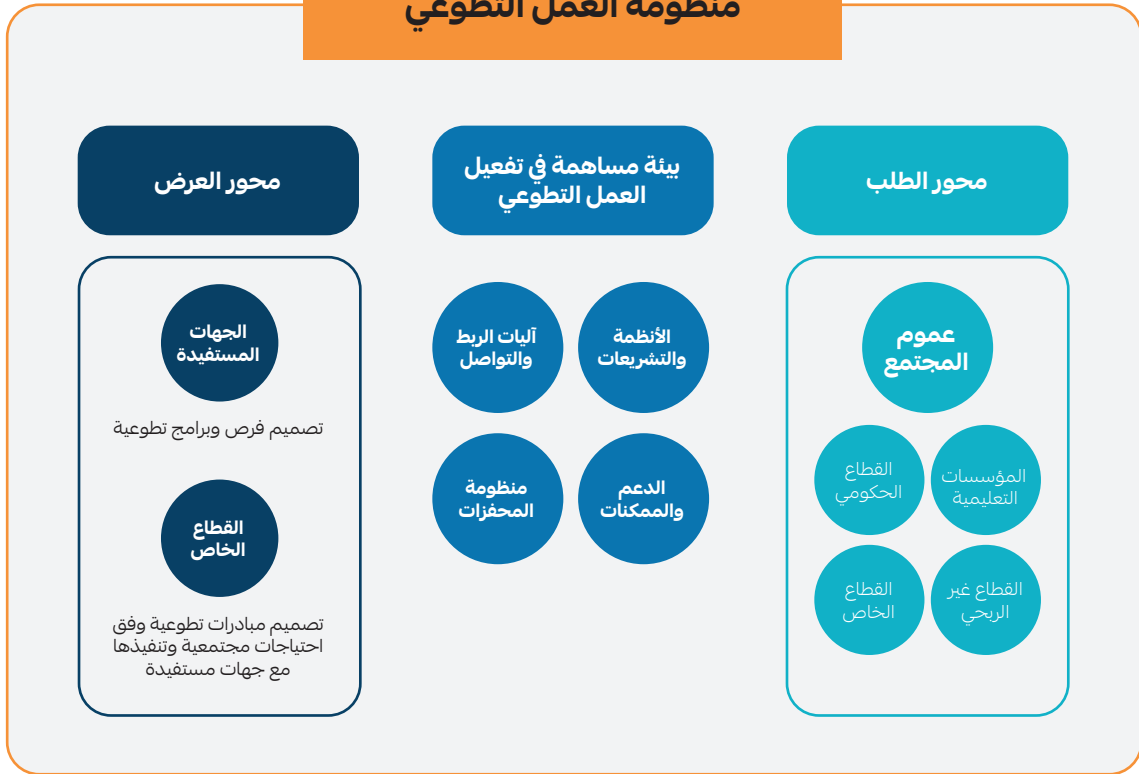 منظومة العمل التطوعي
محور الطلب
عموم
المجتمع
المؤسسات
التعليمية
القطاع
الحكومي
القطاع غير
الربحي
القطاع
الخاص
بيئة مساهمة في تفعيل
العمل التطوعي
الأنظمة
والتشريعات
آليات الربط
والتواصل
الدعم
والممكنات
منظومة
المحفزات
محور العرض
الجهات
المستفيدة
تصميم فرص وبرامج تطوعية
القطاع
الخاص
تصميم مبادرات تطوعية وفق
احتياجات مجتمعية وتنفيذها
مع جهات مستفيدة